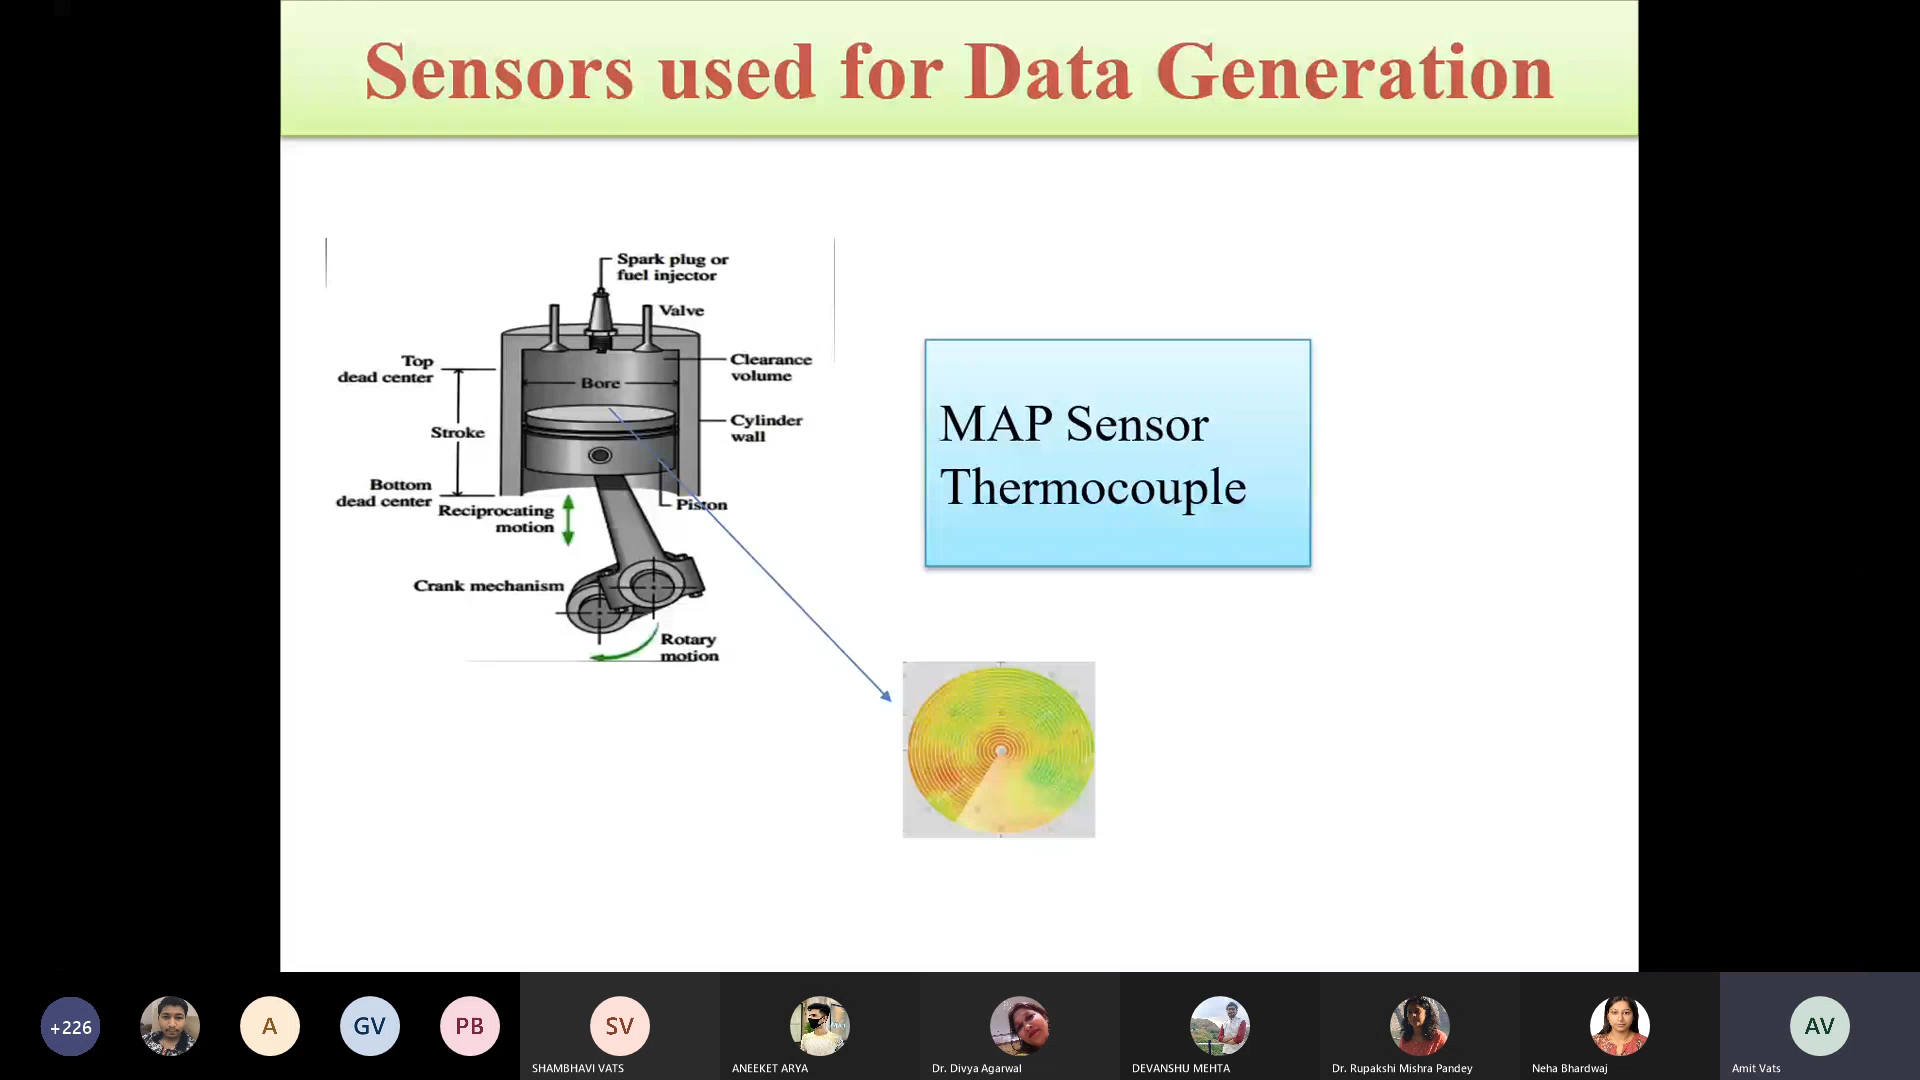 Sensors used for Data Generation
Spark plug or
fuel injector
Valve
Top
dead center
Clearance
volume
Bore
Stroke
Cylinder
wall
Bottom
dead center
Reciprocating
motion
Piston
Crank mechanism
Rotary
motion
MAP Sensor
Thermocouple
+226
A
GV
PB
SV
SHAMBHAVI VATS
ANEEKET ARYA
Dr. Divya Agarwal
DEVANSHU MEHTA
Dr. Rupakshi Mishra Pandey
Neha Bhardwaj
AV
Amit Vats